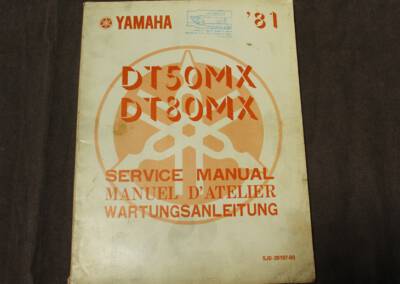 YAMAHA
'81
DT50MX
DT80MX
SERVICE MANUAL
MANUEL D'ATELIER
WARTUNGSANLEITUNG